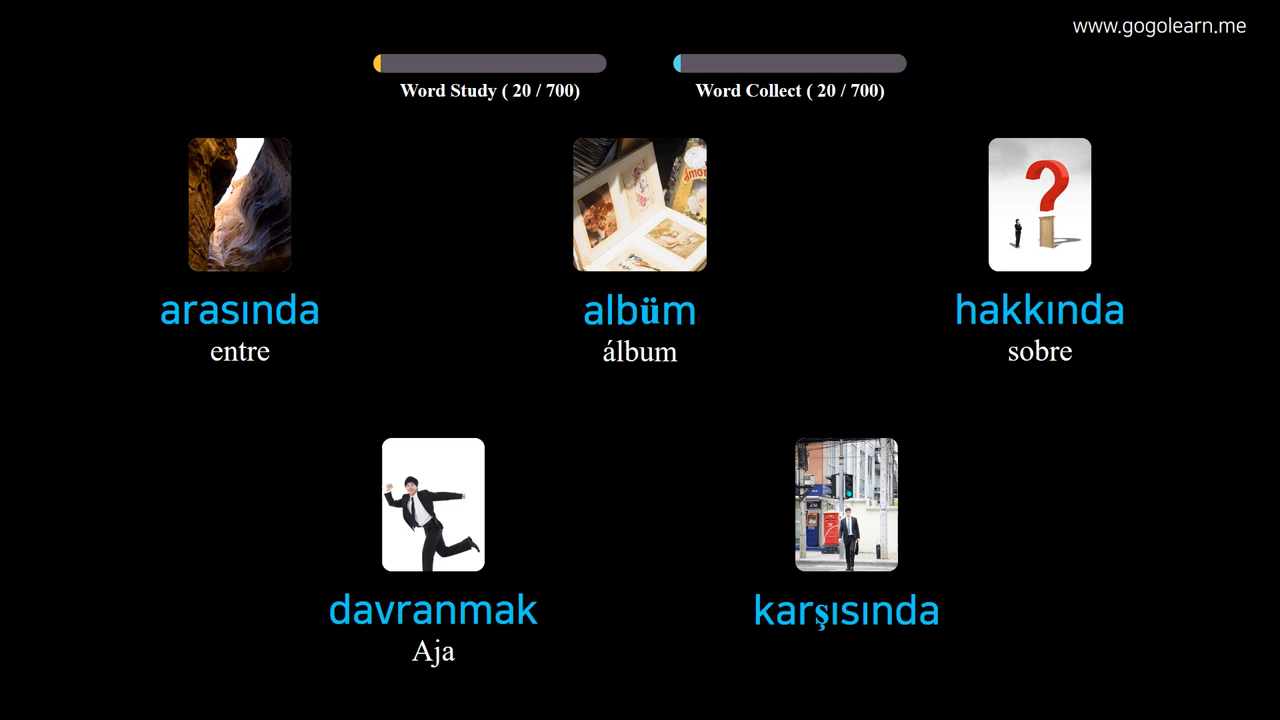 www.gogolearn.me
Word Study ( 20 / 700)
Word Collect ( 20 / 700)
arasında
entre
albüm
álbum
hakkında
sobre
davranmak
Aja
karşısında